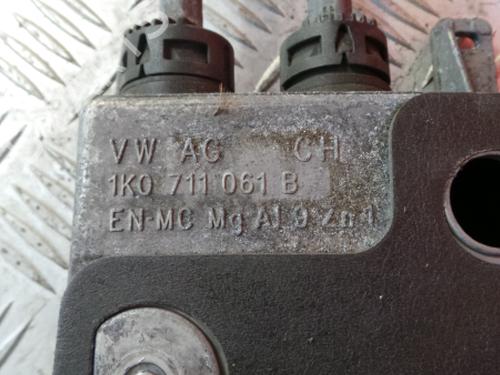 VW AG CH
1K0 711 061 B
EN-MC Mg Al 9 Zn 1